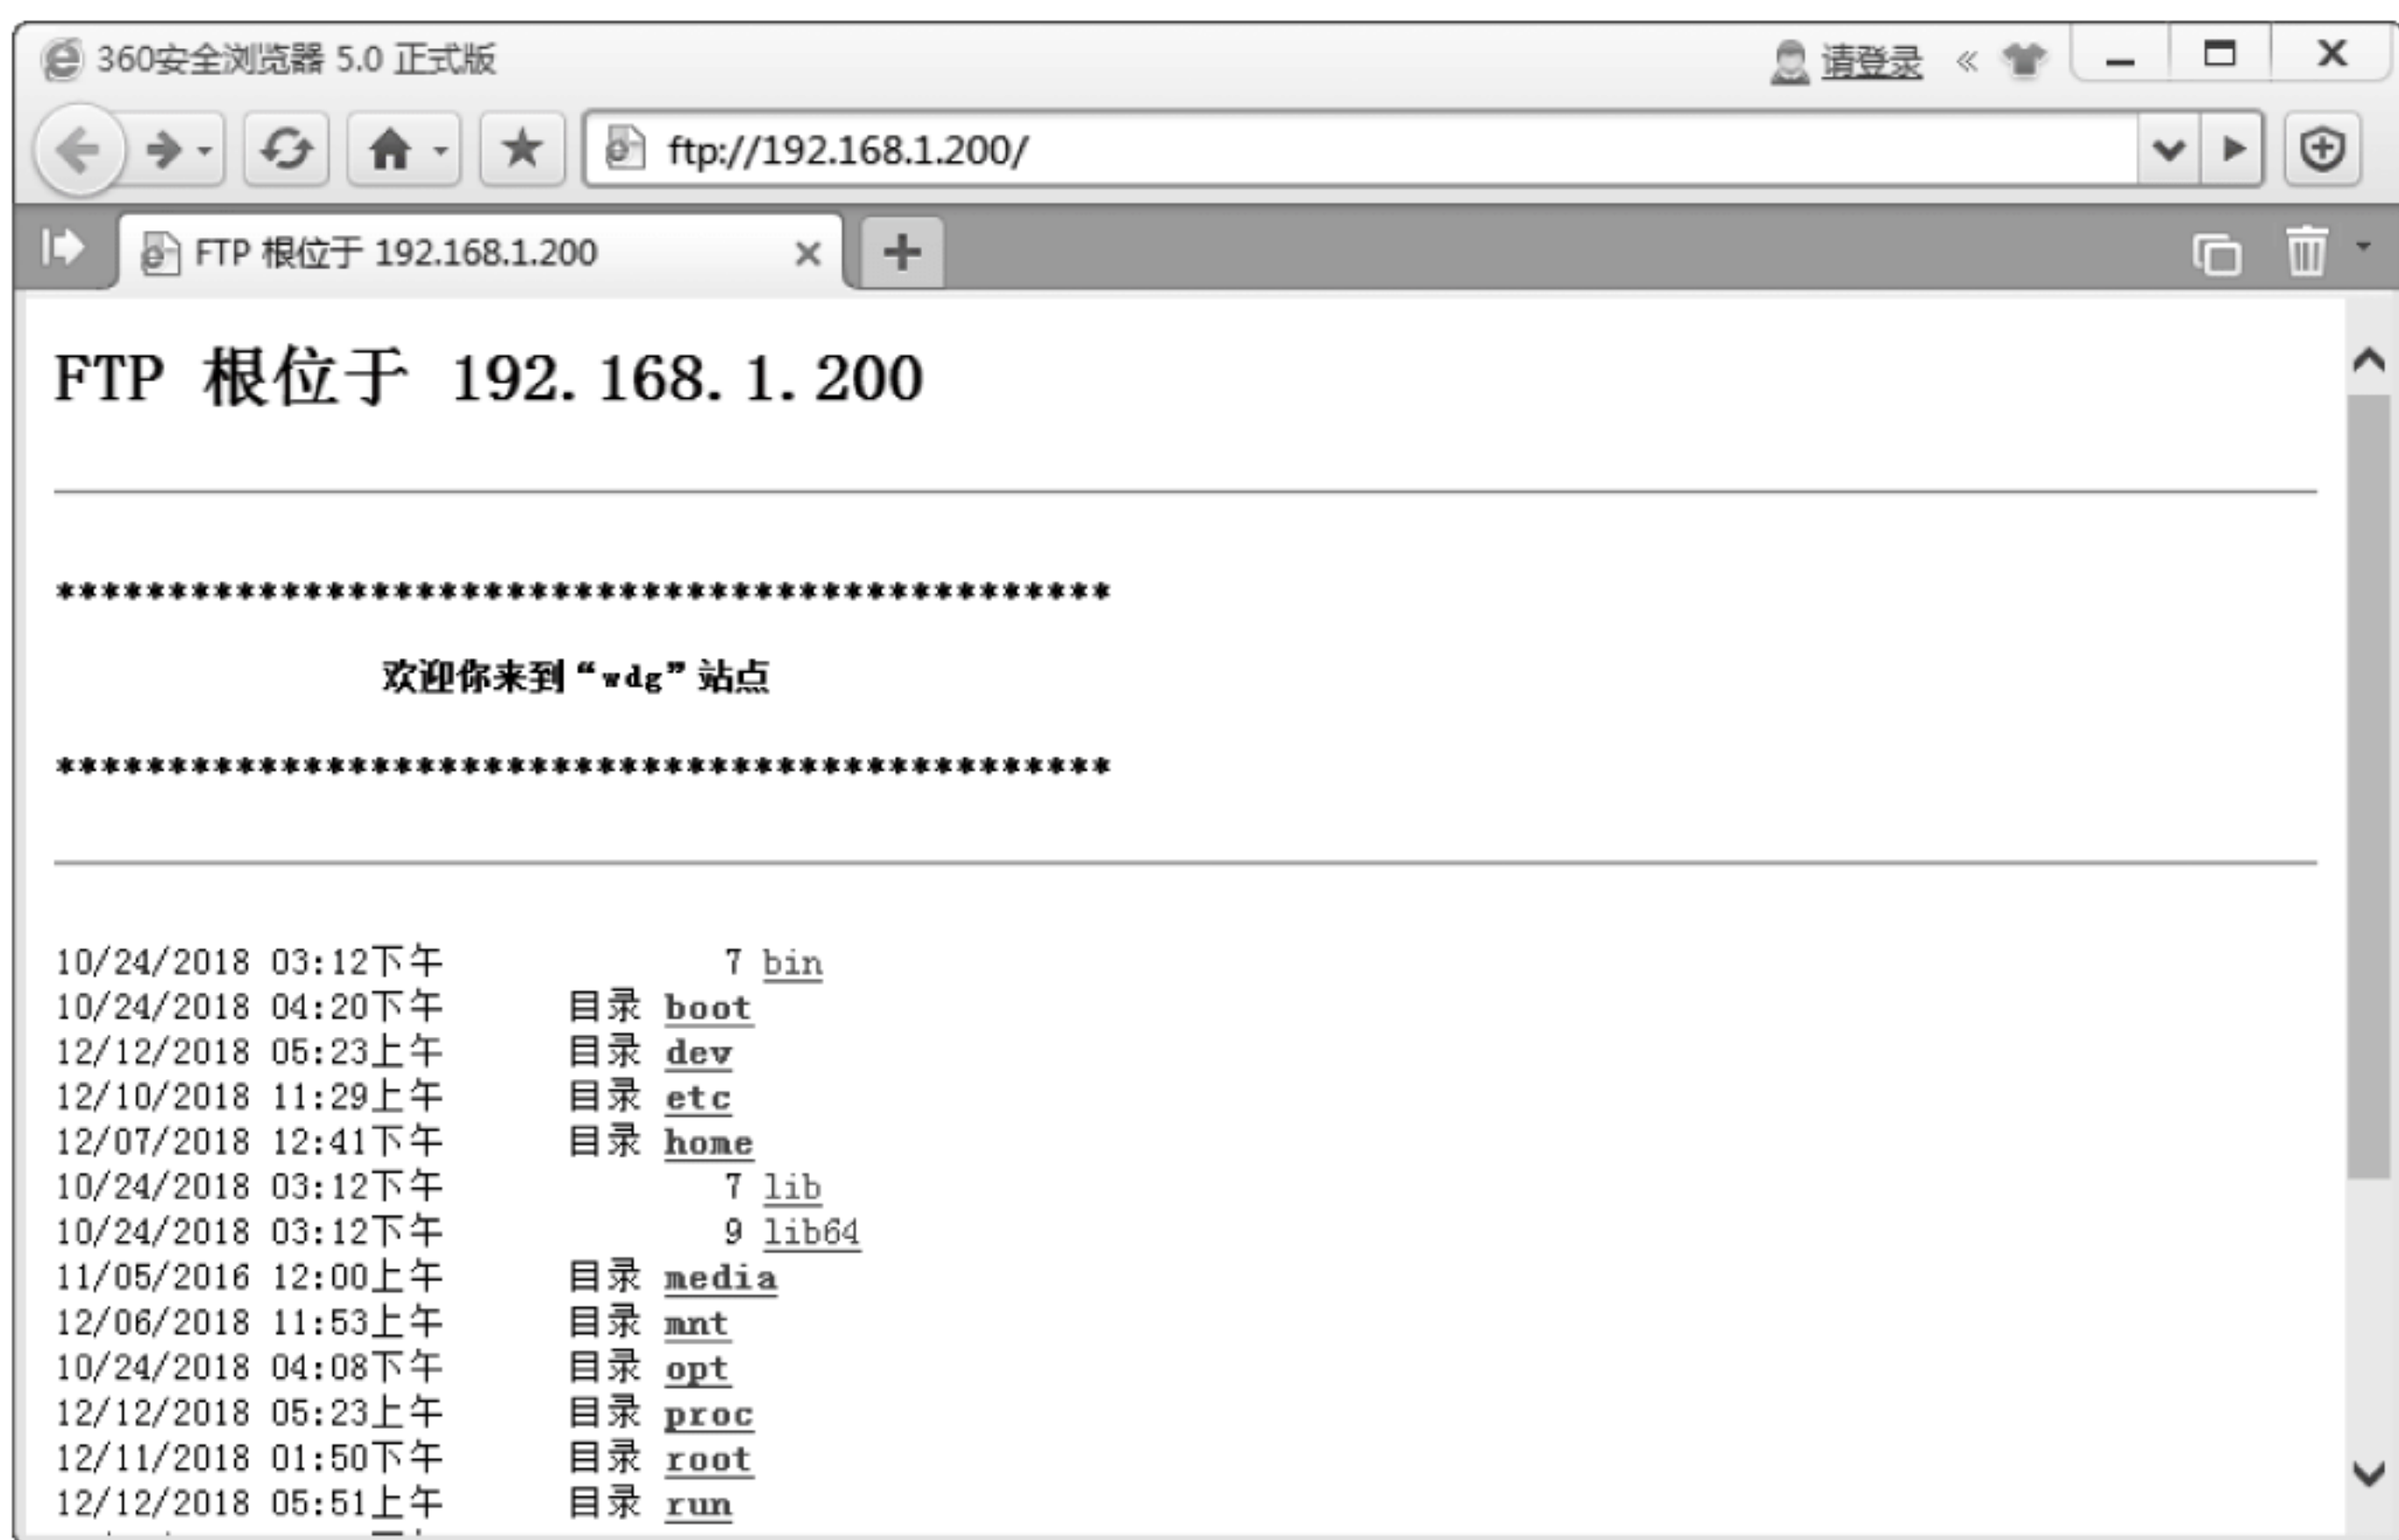 360安全浏览器 5.0 正式版 请登录 «
ftp://192.168.1.200/
FTP 根位于 192.168.1.200
FTP 根位于 192.168.1.200
***********************************************
欢迎你来到“wdg”站点
***********************************************
10/24/2018 03:12下午 7 bin
10/24/2018 04:20下午 目录 boot
12/12/2018 05:23上午 目录 dev
12/10/2018 11:29上午 目录 etc
12/07/2018 12:41下午 目录 home
10/24/2018 03:12下午 7 lib
10/24/2018 03:12下午 9 lib64
11/05/2016 12:00上午 目录 media
12/06/2018 11:53上午 目录 mnt
10/24/2018 04:08下午 目录 opt
12/12/2018 05:23上午 目录 proc
12/11/2018 01:50下午 目录 root
12/12/2018 05:51上午 目录 run